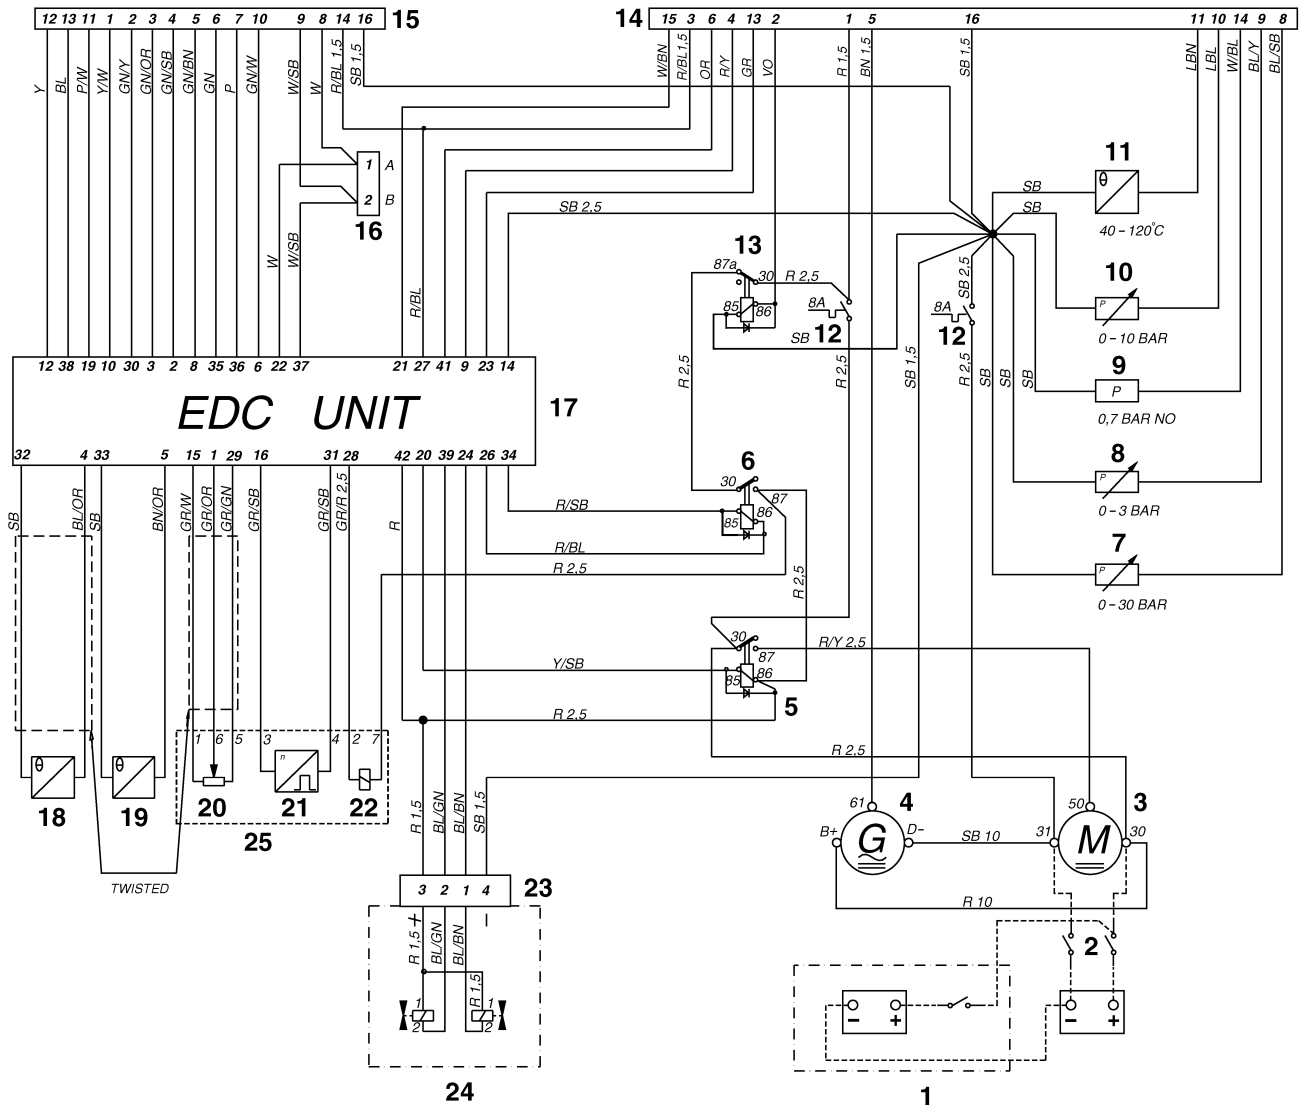 12 13 11 1 2 3 4 5 6 7 10 9 8 14 16 15
14 15 3 6 4 13 2 1 5 16 11 10 14 9 8
Y BL P/W Y/W GN/Y GN/OR GN/SB GN/BN GN P GN/W W/SB W R/BL 1,5 SB 1,5
W/BN R/BL1,5 OR R/Y GR VO R 1,5 BN 1,5 SB 1,5 LBN LBL W/BL BL/Y BL/SB
1 A
2 B
16
W W/SB R/BL
SB 2,5
SB
SB
11
θ
40-120°C
13
87a 30 R 2,5
85 86
8A
12
SB
R 2,5
R 2,5
SB 1,5
SB 2,5
8A
12
R 2,5
SB SB SB
10
P
0-10 BAR
9
P
0,7 BAR NO
8
P
0-3 BAR
7
P
0-30 BAR
12 38 19 10 30 3 2 8 35 36 6 22 37 21 27 41 9 23 14
EDC UNIT
17
32 4 33 5 15 1 29 16 31 28 42 20 39 24 26 34
SB BL/OR SB BN/OR GR/W GR/OR GR/GN GR/SB GR/SB GR/R 2,5 R
6
30 87
85 86
R/SB
R/BL
R 2,5
R 2,5
30 87
85 86
5
R/Y 2,5
Y/SB
R 2,5
R 2,5
1 6 5 3 4 2 7
θ
18
θ
19
20
n
21
22
25
TWISTED
R 1,5 BL/GN BL/BN SB 1,5
3 2 1 4
23
+ –
R 1,5 BL/GN BL/BN
R 1,5
1 2
1 2
24
61 4
B+ G D–
SB 10
50 3
31 M 30
R 10
2
– +
– +
1